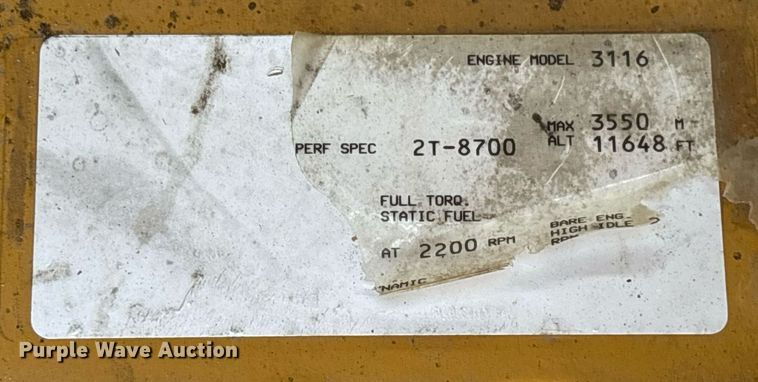 ENGINE MODEL 3116
MAX 3550 M
PERF SPEC 2T-8700 ALT 11648 FT
FULL TORQ.
STATIC FUEL
BARE ENG
HIGH IDLE
AT 2200 RPM
NAMIC
Purple Wave Auction